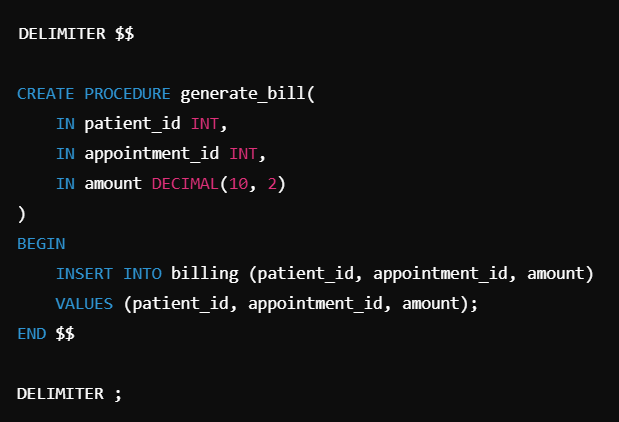 DELIMITER $$
CREATE PROCEDURE generate_bill(
    IN patient_id INT,
    IN appointment_id INT,
    IN amount DECIMAL(10, 2)
)
BEGIN
    INSERT INTO billing (patient_id, appointment_id, amount)
    VALUES (patient_id, appointment_id, amount);
END $$
DELIMITER ;